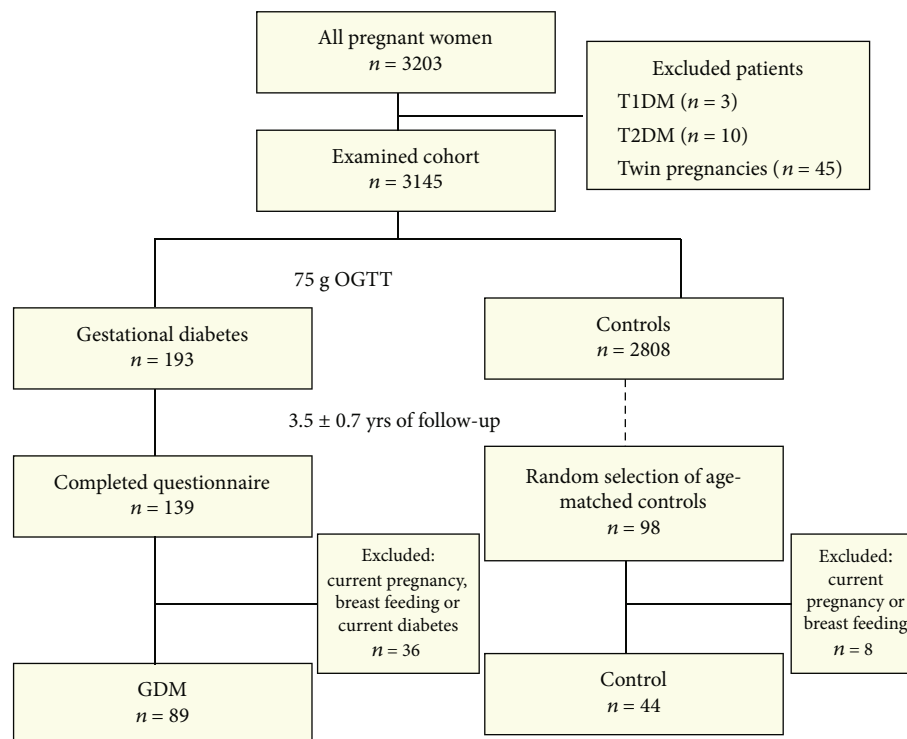 All pregnant women
n = 3203
Excluded patients
T1DM (n = 3)
T2DM (n = 10)
Twin pregnancies (n = 45)
Examined cohort
n = 3145
75 g OGTT
Gestational diabetes
n = 193
Controls
n = 2808
3.5 ± 0.7 yrs of follow-up
Completed questionnaire
n = 139
Random selection of age-
matched controls
n = 98
Excluded:
current pregnancy,
breast feeding or
current diabetes
n = 36
Excluded:
current
pregnancy or
breast feeding
n = 8
GDM
n = 89
Control
n = 44